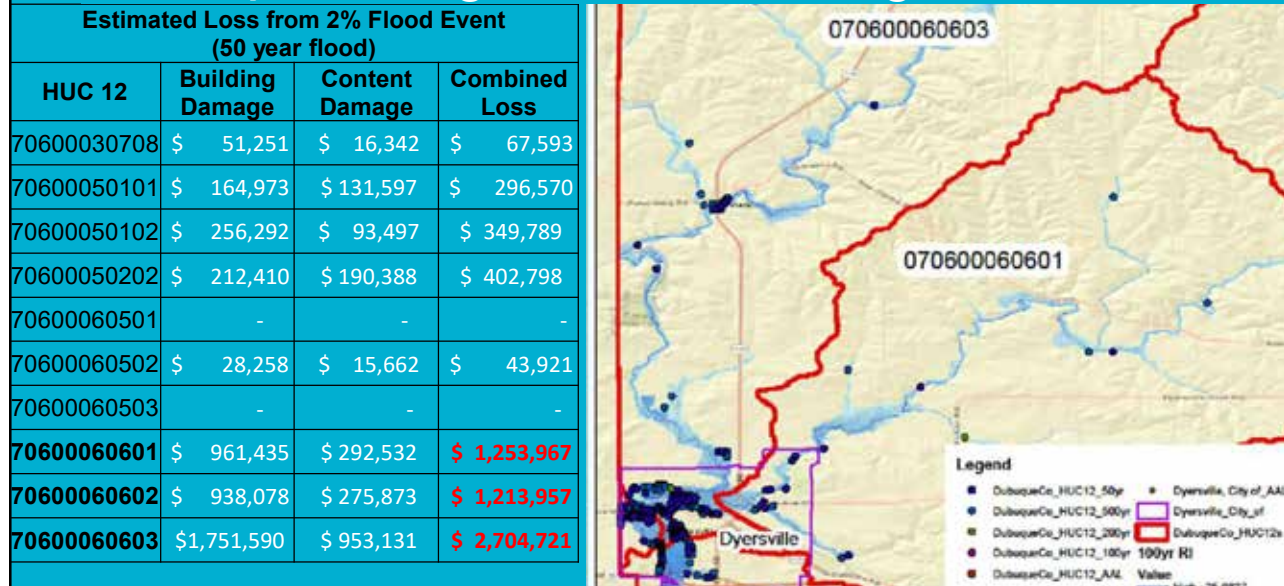 Estimated Loss from 2% Flood Event
(50 year flood)
HUC 12 Building Damage Content Damage Combined Loss
70600030708 $ 51,251 $ 16,342 $ 67,593
70600050101 $ 164,973 $ 131,597 $ 296,570
70600050102 $ 256,292 $ 93,497 $ 349,789
70600050202 $ 212,410 $ 190,388 $ 402,798
70600060501 - - -
70600060502 $ 28,258 $ 15,662 $ 43,921
70600060503 - - -
70600060601 $ 961,435 $ 292,532 $ 1,253,967
70600060602 $ 938,078 $ 275,873 $ 1,213,957
70600060603 $1,751,590 $ 953,131 $ 2,704,721
070600060603
070600060601
Dyersville
Legend
DubuqueCo_HUC12_50yr Dyersville, City of_AAL
DubuqueCo_HUC12_500yr Dyersville_City_of
DubuqueCo_HUC12_200yr DubuqueCo_HUC12s
DubuqueCo_HUC12_100yr 100yr RI
DubuqueCo_HUC12_AAL Value